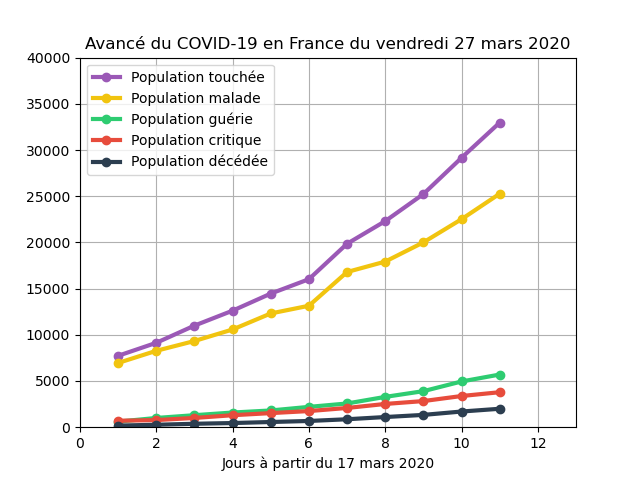 Avancé du COVID-19 en France du vendredi 27 mars 2020
40000
35000
30000
25000
20000
15000
10000
5000
0
Population touchée
Population malade
Population guérie
Population critique
Population décédée
0 2 4 6 8 10 12
Jours à partir du 17 mars 2020